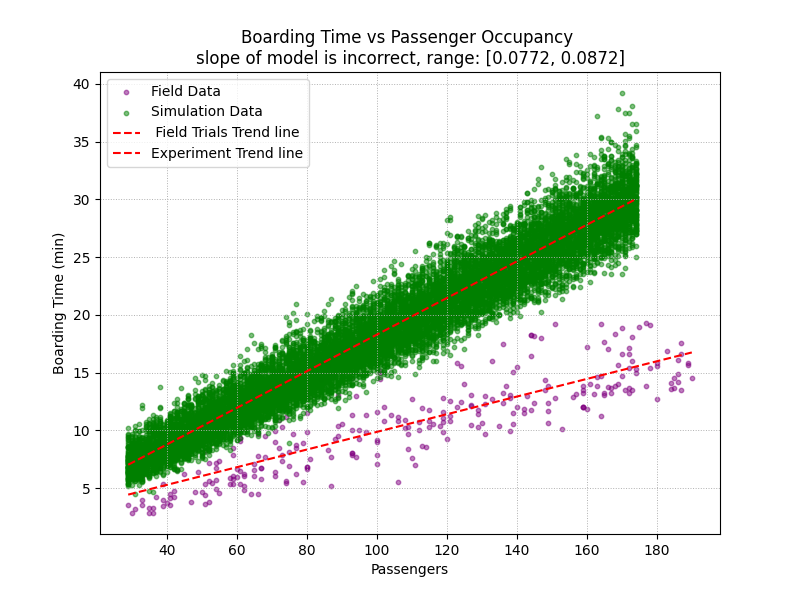 Boarding Time vs Passenger Occupancy
slope of model is incorrect, range: [0.0772, 0.0872]
Field Data
Simulation Data
Field Trials Trend line
Experiment Trend line
40
35
30
25
20
15
10
5
Boarding Time (min)
40 60 80 100 120 140 160 180
Passengers